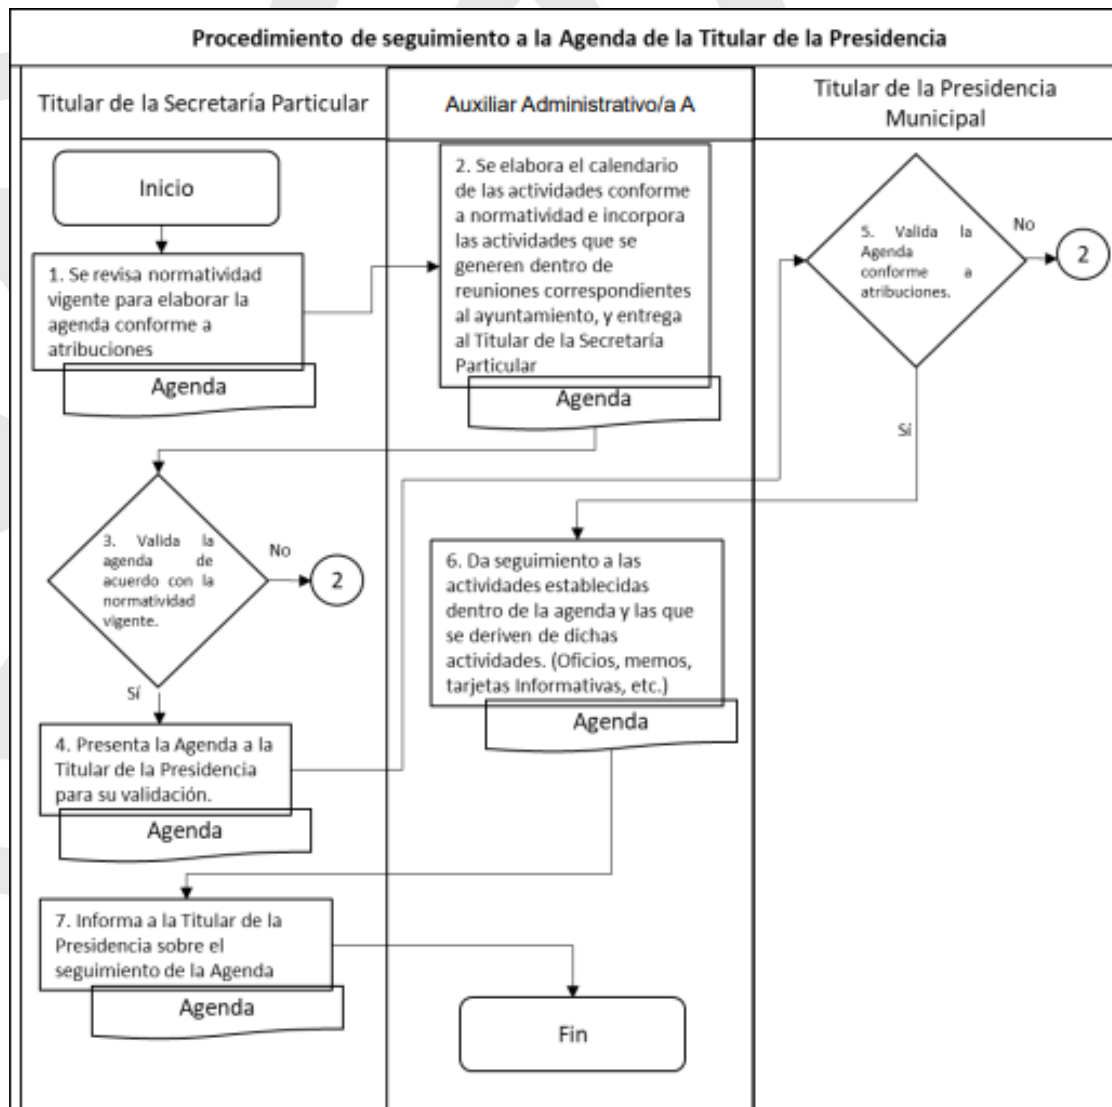 Procedimiento de seguimiento a la Agenda de la Titular de la Presidencia
Titular de la Secretaría Particular
Auxiliar Administrativo/a A
Titular de la Presidencia
Municipal
Inicio
1. Se revisa normatividad
vigente para elaborar la
agenda conforme a
atribuciones
Agenda
2. Se elabora el calendario
de las actividades conforme
a normatividad e incorpora
las actividades que se
generen dentro de
reuniones correspondientes
al ayuntamiento, y entrega
al Titular de la Secretaría
Particular
Agenda
3. Valida la
agenda de
acuerdo con la
normatividad
vigente.
No
2
Sí
4. Presenta la Agenda a la
Titular de la Presidencia
para su validación.
Agenda
5. Valida la
Agenda
conforme a
atribuciones.
No
2
Sí
6. Da seguimiento a las
actividades establecidas
dentro de la agenda y las que
se deriven de dichas
actividades. (Oficios, memos,
tarjetas Informativas, etc.)
Agenda
7. Informa a la Titular de la
Presidencia sobre el
seguimiento de la Agenda
Agenda
Fin